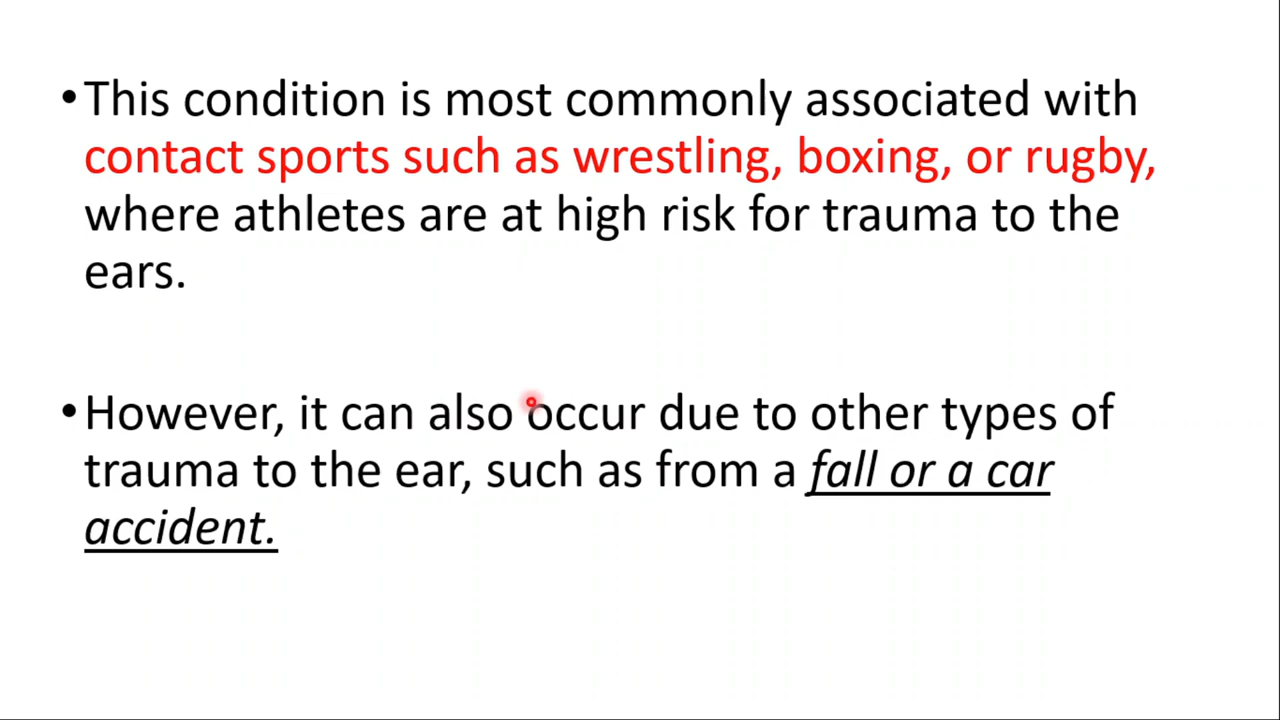 •This condition is most commonly associated with
contact sports such as wrestling, boxing, or rugby,
where athletes are at high risk for trauma to the
ears.
•However, it can also occur due to other types of
trauma to the ear, such as from a fall or a car
accident.